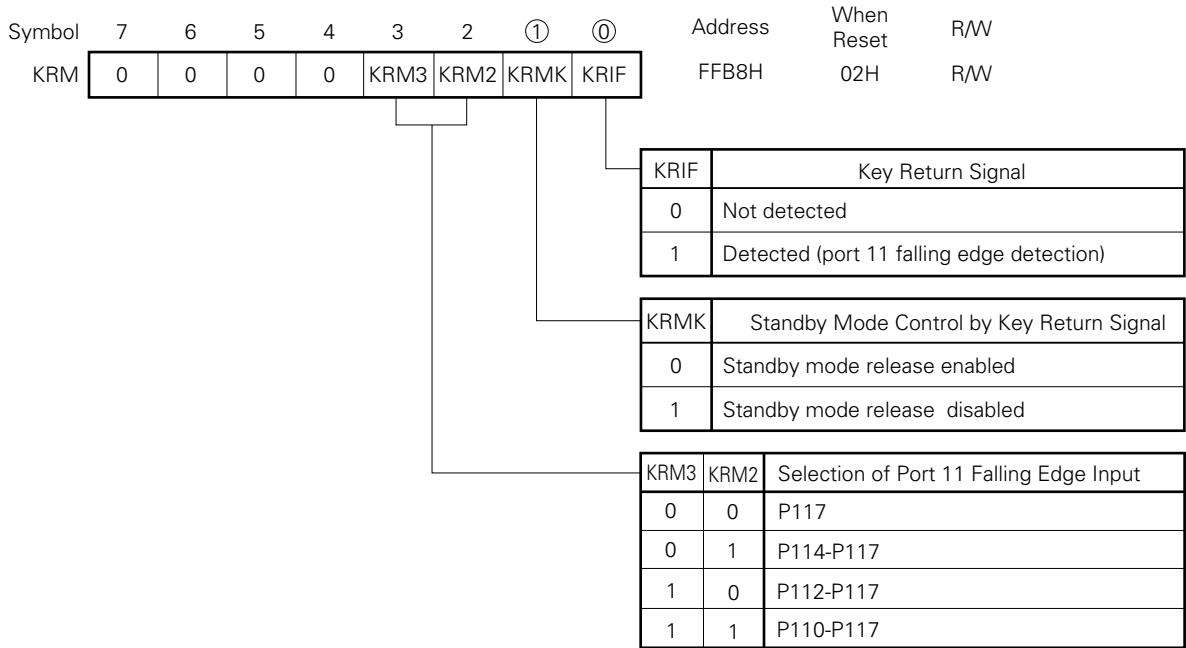 Symbol 7 6 5 4 3 2 ① ⓪ Address When Reset R/W
KRM 0 0 0 0 KRM3 KRM2 KRMK KRIF FFB8H 02H R/W
KRIF Key Return Signal
0 Not detected
1 Detected (port 11 falling edge detection)
KRMK Standby Mode Control by Key Return Signal
0 Standby mode release enabled
1 Standby mode release disabled
KRM3 KRM2 Selection of Port 11 Falling Edge Input
0 0 P117
0 1 P114-P117
1 0 P112-P117
1 1 P110-P117